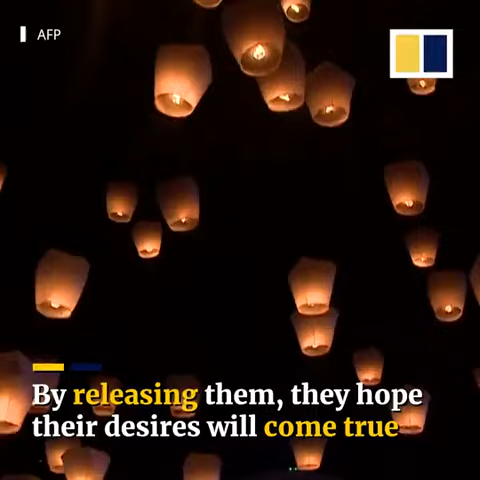 AFP
By releasing them, they hope
their desires will come true